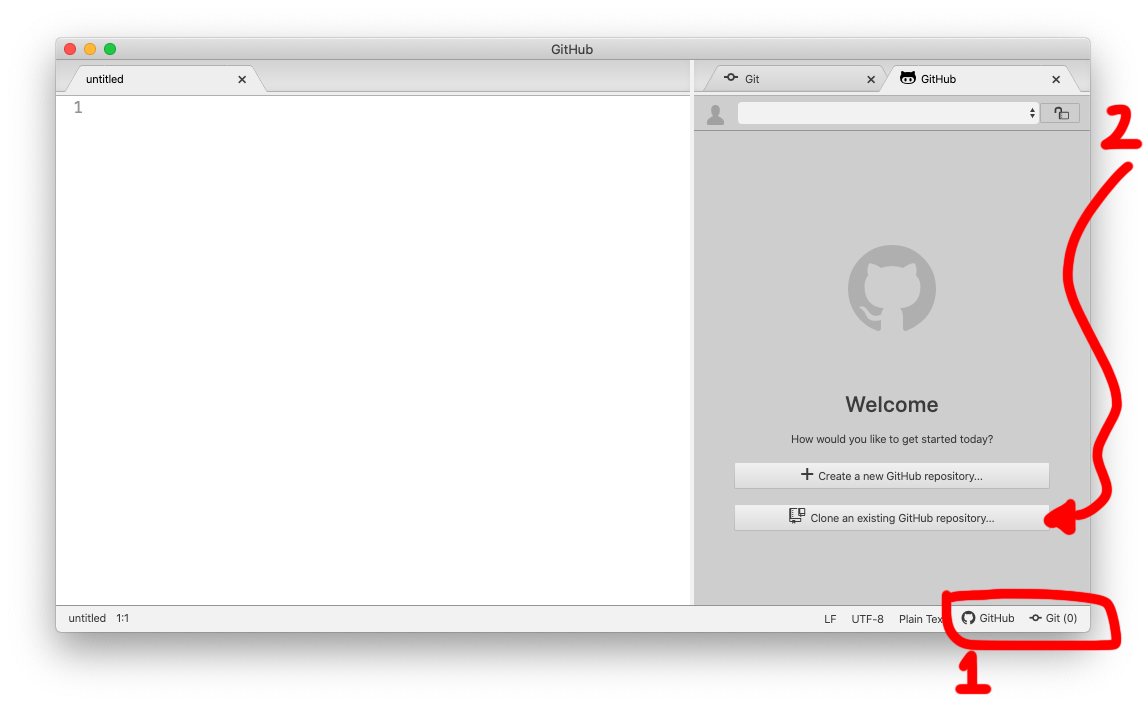 GitHub
untitled
Git
GitHub
1
2
Welcome
How would you like to get started today?
Create a new GitHub repository...
Clone an existing GitHub repository...
untitled 1:1
LF UTF-8 Plain Tex GitHub Git (0)
1